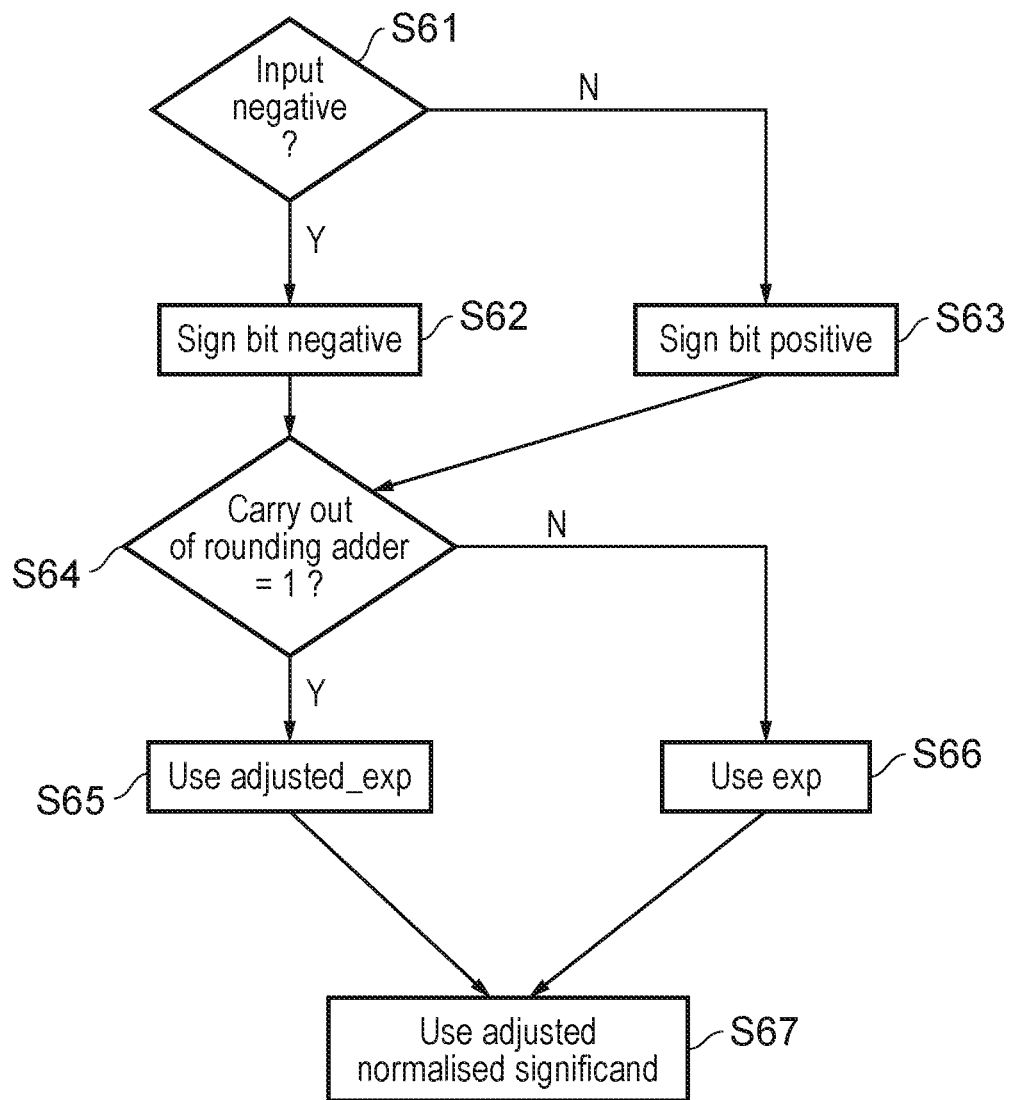 S61
Input
negative
?
N
Y
Sign bit negative
S62
Sign bit positive
S63
Carry out
of rounding adder
= 1 ?
S64
N
Y
Use adjusted_exp
S65
Use exp
S66
Use adjusted
normalised significand
S67